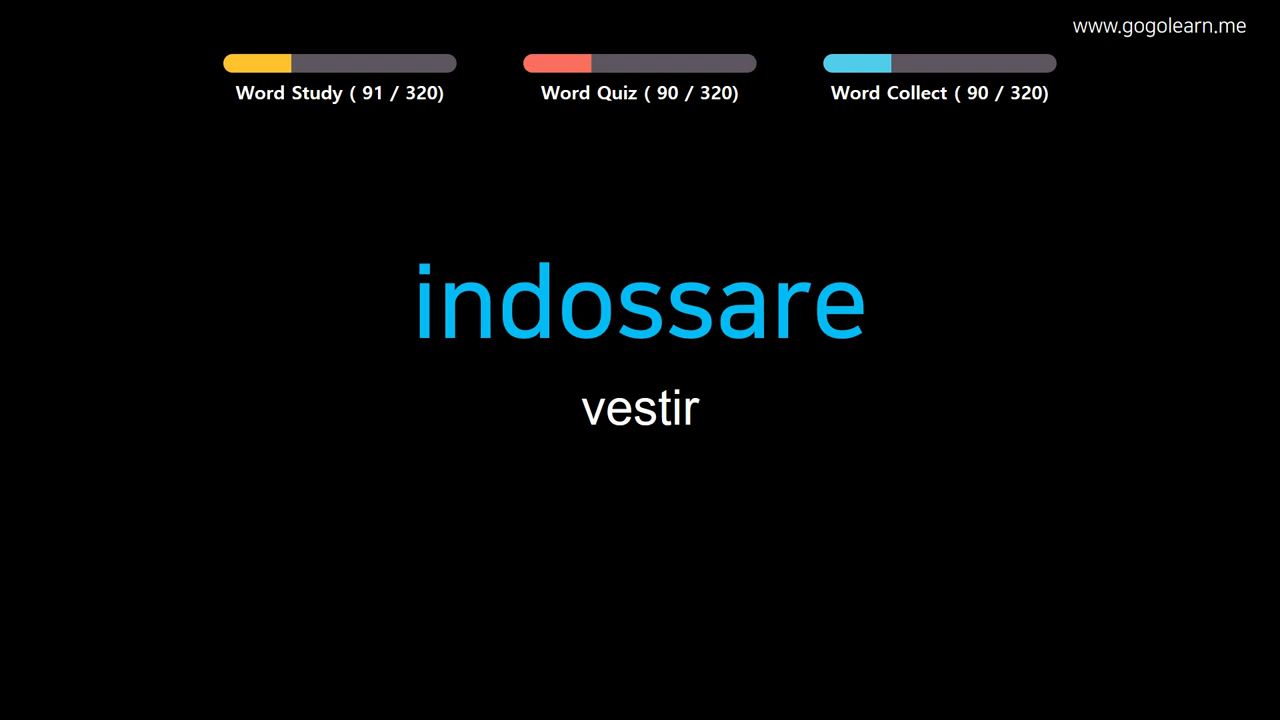 www.gogolearn.me
Word Study ( 91 / 320)
Word Quiz ( 90 / 320)
Word Collect ( 90 / 320)
indossare
vestir